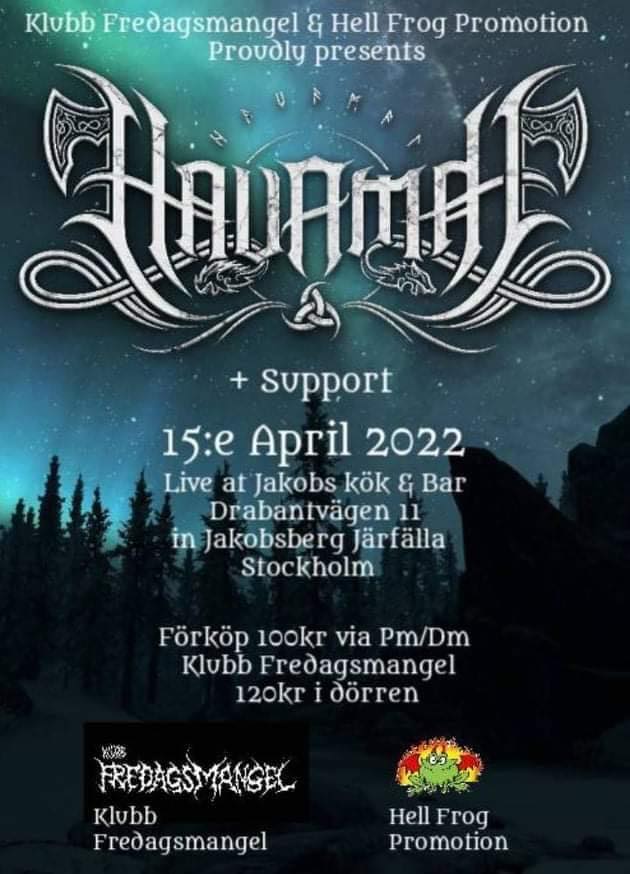 Klubb Fredagsmangel & Hell Frog Promotion
Proudly presents
ᚺᚨᚢᚨᛗᚨᛚ
Havamal
+ Support
15:e April 2022
Live at Jakobs kök & Bar
Drabantvägen 11
in Jakobsberg Järfälla
Stockholm
Förköp 100kr via Pm/Dm
Klubb Fredagsmangel
120kr i dörren
KLUBB
FREDAGSMANGEL
Klubb
Fredagsmangel
Hell Frog
Promotion